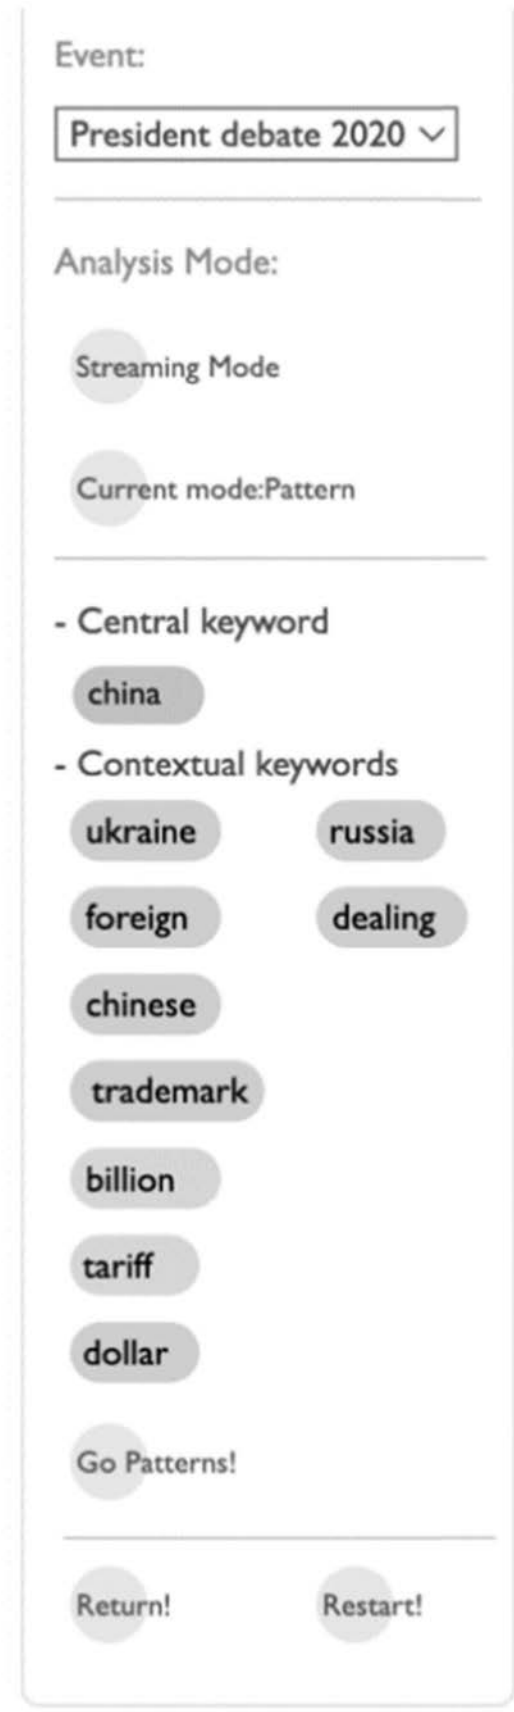 Event:
President debate 2020
Analysis Mode:
Streaming Mode
Current mode:Pattern
- Central keyword
china
- Contextual keywords
ukraine russia
foreign dealing
chinese
trademark
billion
tariff
dollar
Go Patterns!
Return! Restart!